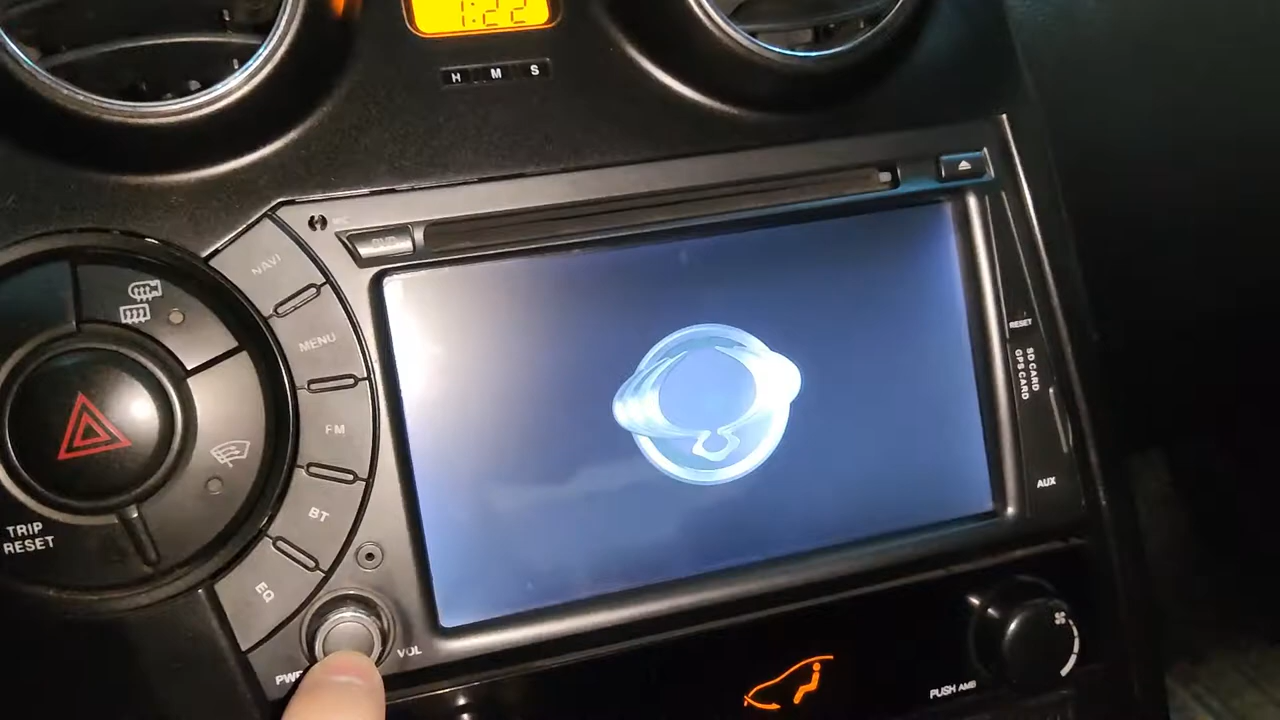 1:22
H M S
MIC
DVD
NAVI
MENU
FM
BT
EQ
TRIP
RESET
VOL
PWR
RESET
SD CARD
GPS CARD
AUX
PUSH AMB